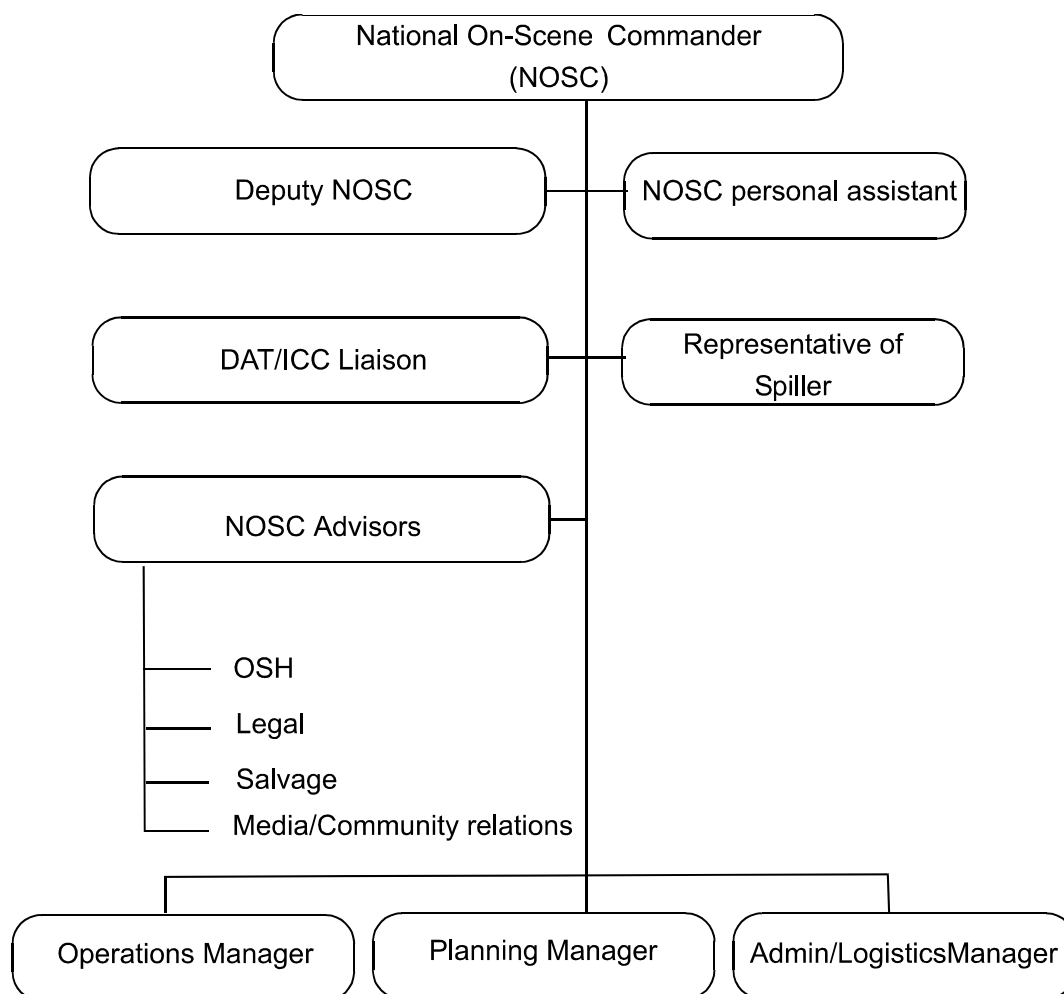 National On-Scene Commander
(NOSC)
Deputy NOSC
NOSC personal assistant
DAT/ICC Liaison
Representative of
Spiller
NOSC Advisors
OSH
Legal
Salvage
Media/Community relations
Operations Manager
Planning Manager
Admin/LogisticsManager